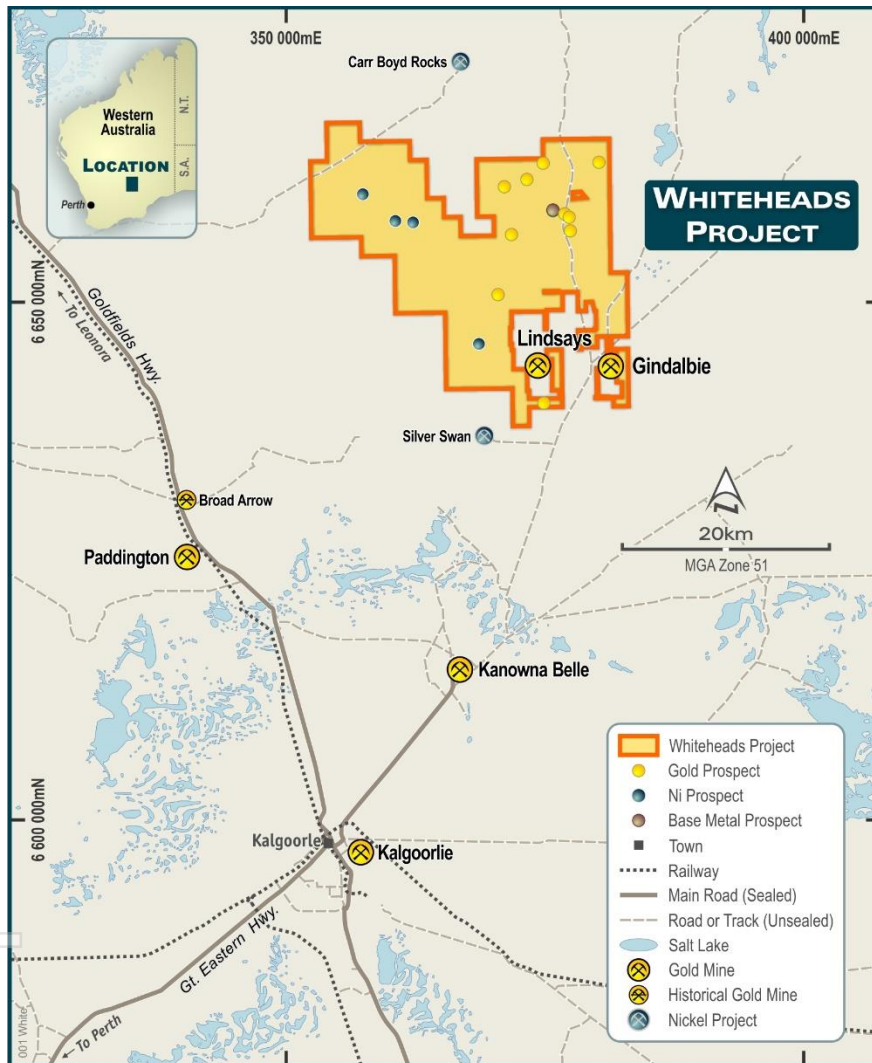 350 000mE
400 000mE
Carr Boyd Rocks
Western
Australia
N.T.
S.A.
LOCATION
Perth
WHITEHEADS
PROJECT
6 650 000mN
To Leonora
Goldfields Hwy.
Lindsays
Gindalbie
Silver Swan
Broad Arrow
Paddington
N
20km
MGA Zone 51
Kanowna Belle
6 600 000mN
Kalgoorle
Kalgoorlie
Gt. Eastern Hwy.
To Perth
001 White
Whiteheads Project
Gold Prospect
Ni Prospect
Base Metal Prospect
Town
Railway
Main Road (Sealed)
Road or Track (Unsealed)
Salt Lake
Gold Mine
Historical Gold Mine
Nickel Project